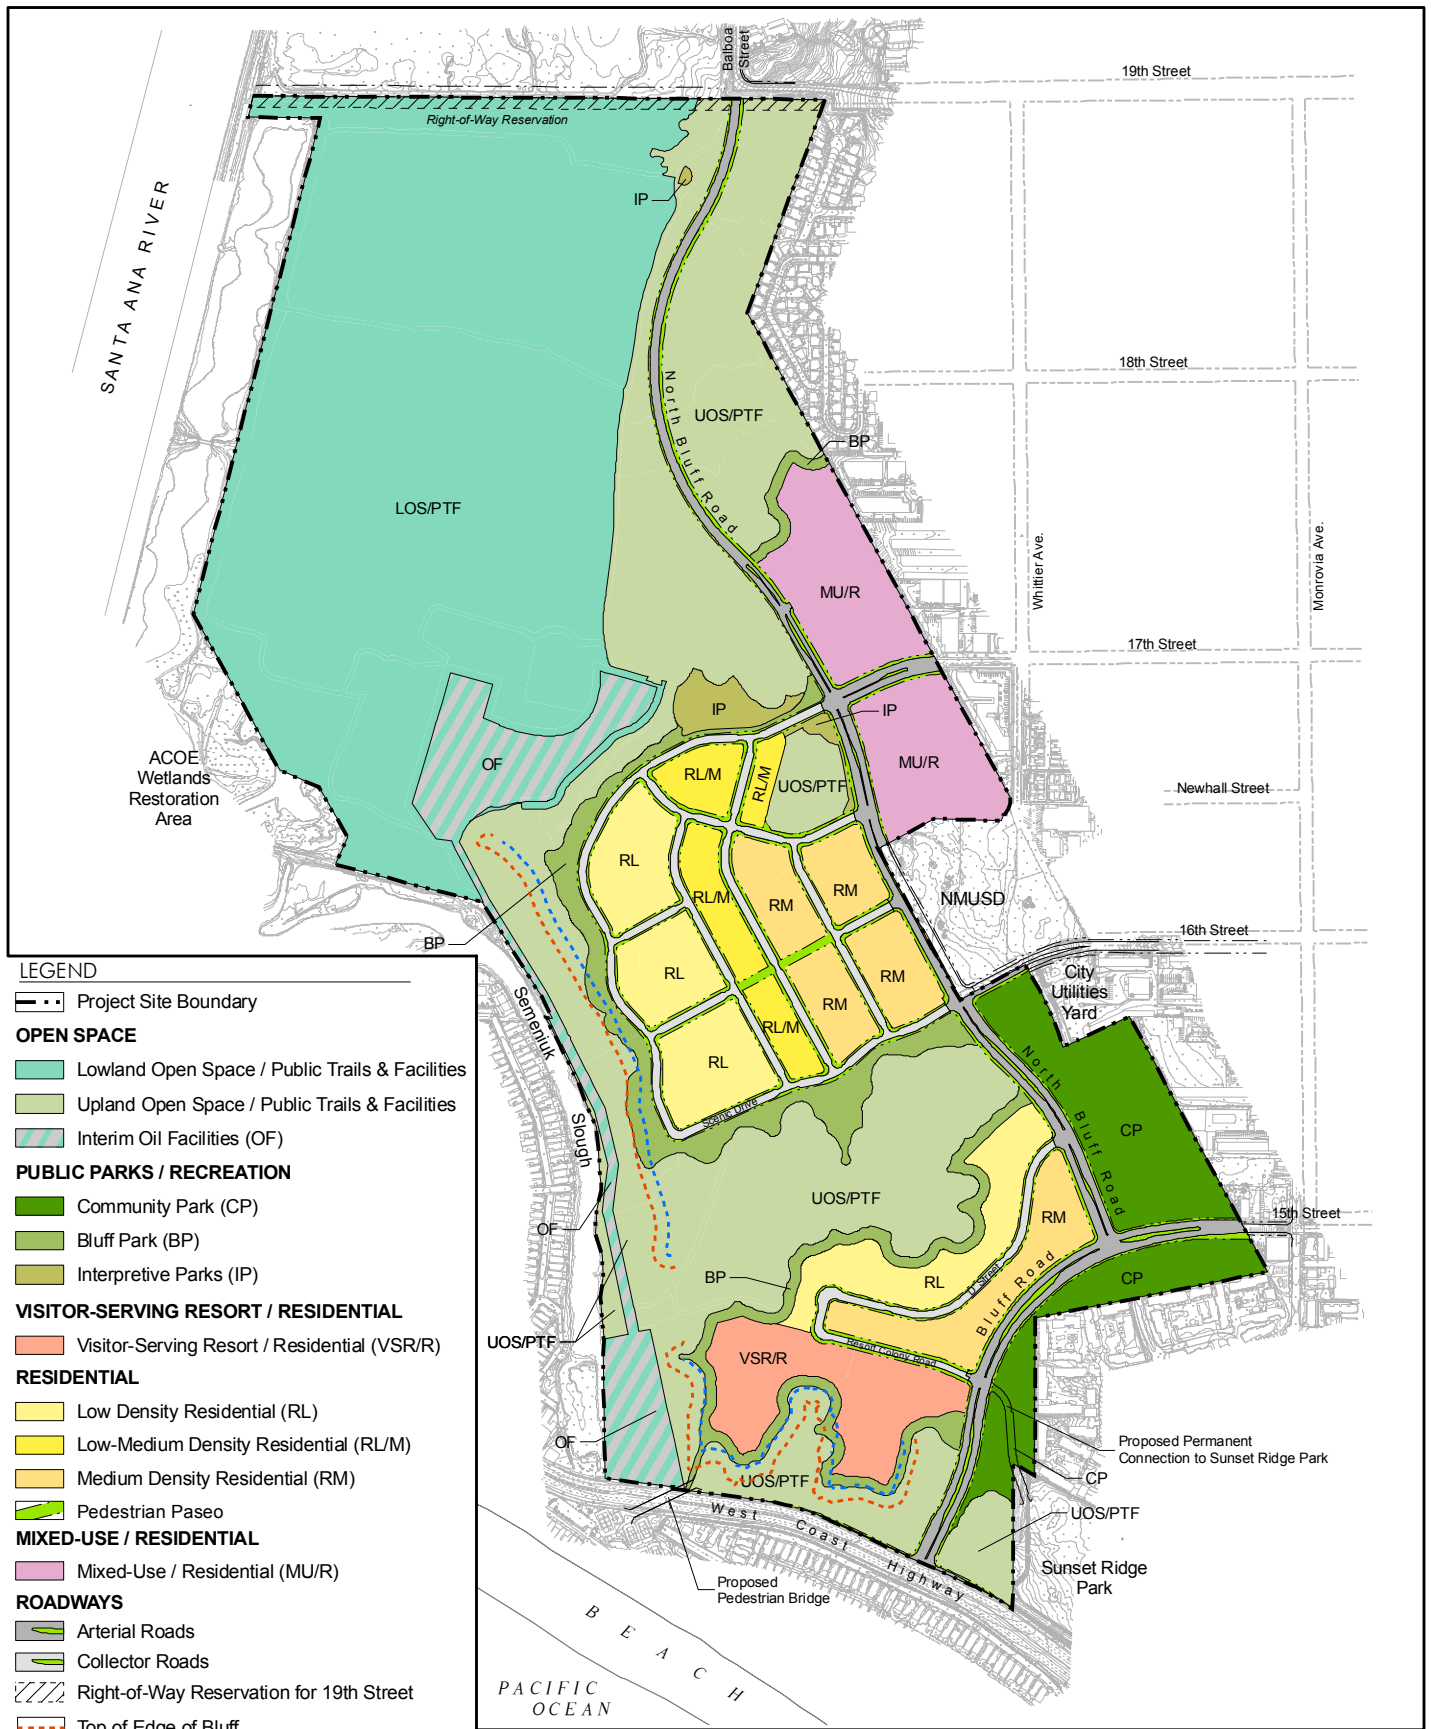 Balboa
Street
19th Street
Right-of-Way Reservation
IP
SANTA ANA RIVER
18th Street
North Bluff Road
UOS/PTF
BP
LOS/PTF
MU/R
Whittier Ave.
Monrovia Ave.
17th Street
IP
IP
OF
MU/R
ACOE
Wetlands
Restoration
Area
RL/M
RL/M
UOS/PTF
Newhall Street
RL
RL/M
RM
RM
NMUSD
BP
16th Street
RL
RM
City
Utilities
Yard
RL/M
RM
RL
Scenic Drive
Semeniuk
Slough
North
Bluff Road
CP
UOS/PTF
RM
15th Street
OF
BP
RL
D Street
Bluff Road
CP
UOS/PTF
VSR/R
Resort Colony Road
OF
UOS/PTF
Proposed Permanent
Connection to Sunset Ridge Park
CP
UOS/PTF
West Coast Highway
Sunset Ridge
Park
Proposed
Pedestrian Bridge
BEACH
PACIFIC
OCEAN
LEGEND
Project Site Boundary
OPEN SPACE
Lowland Open Space / Public Trails & Facilities
Upland Open Space / Public Trails & Facilities
Interim Oil Facilities (OF)
PUBLIC PARKS / RECREATION
Community Park (CP)
Bluff Park (BP)
Interpretive Parks (IP)
VISITOR-SERVING RESORT / RESIDENTIAL
Visitor-Serving Resort / Residential (VSR/R)
RESIDENTIAL
Low Density Residential (RL)
Low-Medium Density Residential (RL/M)
Medium Density Residential (RM)
Pedestrian Paseo
MIXED-USE / RESIDENTIAL
Mixed-Use / Residential (MU/R)
ROADWAYS
Arterial Roads
Collector Roads
Right-of-Way Reservation for 19th Street
Top of Edge of Bluff